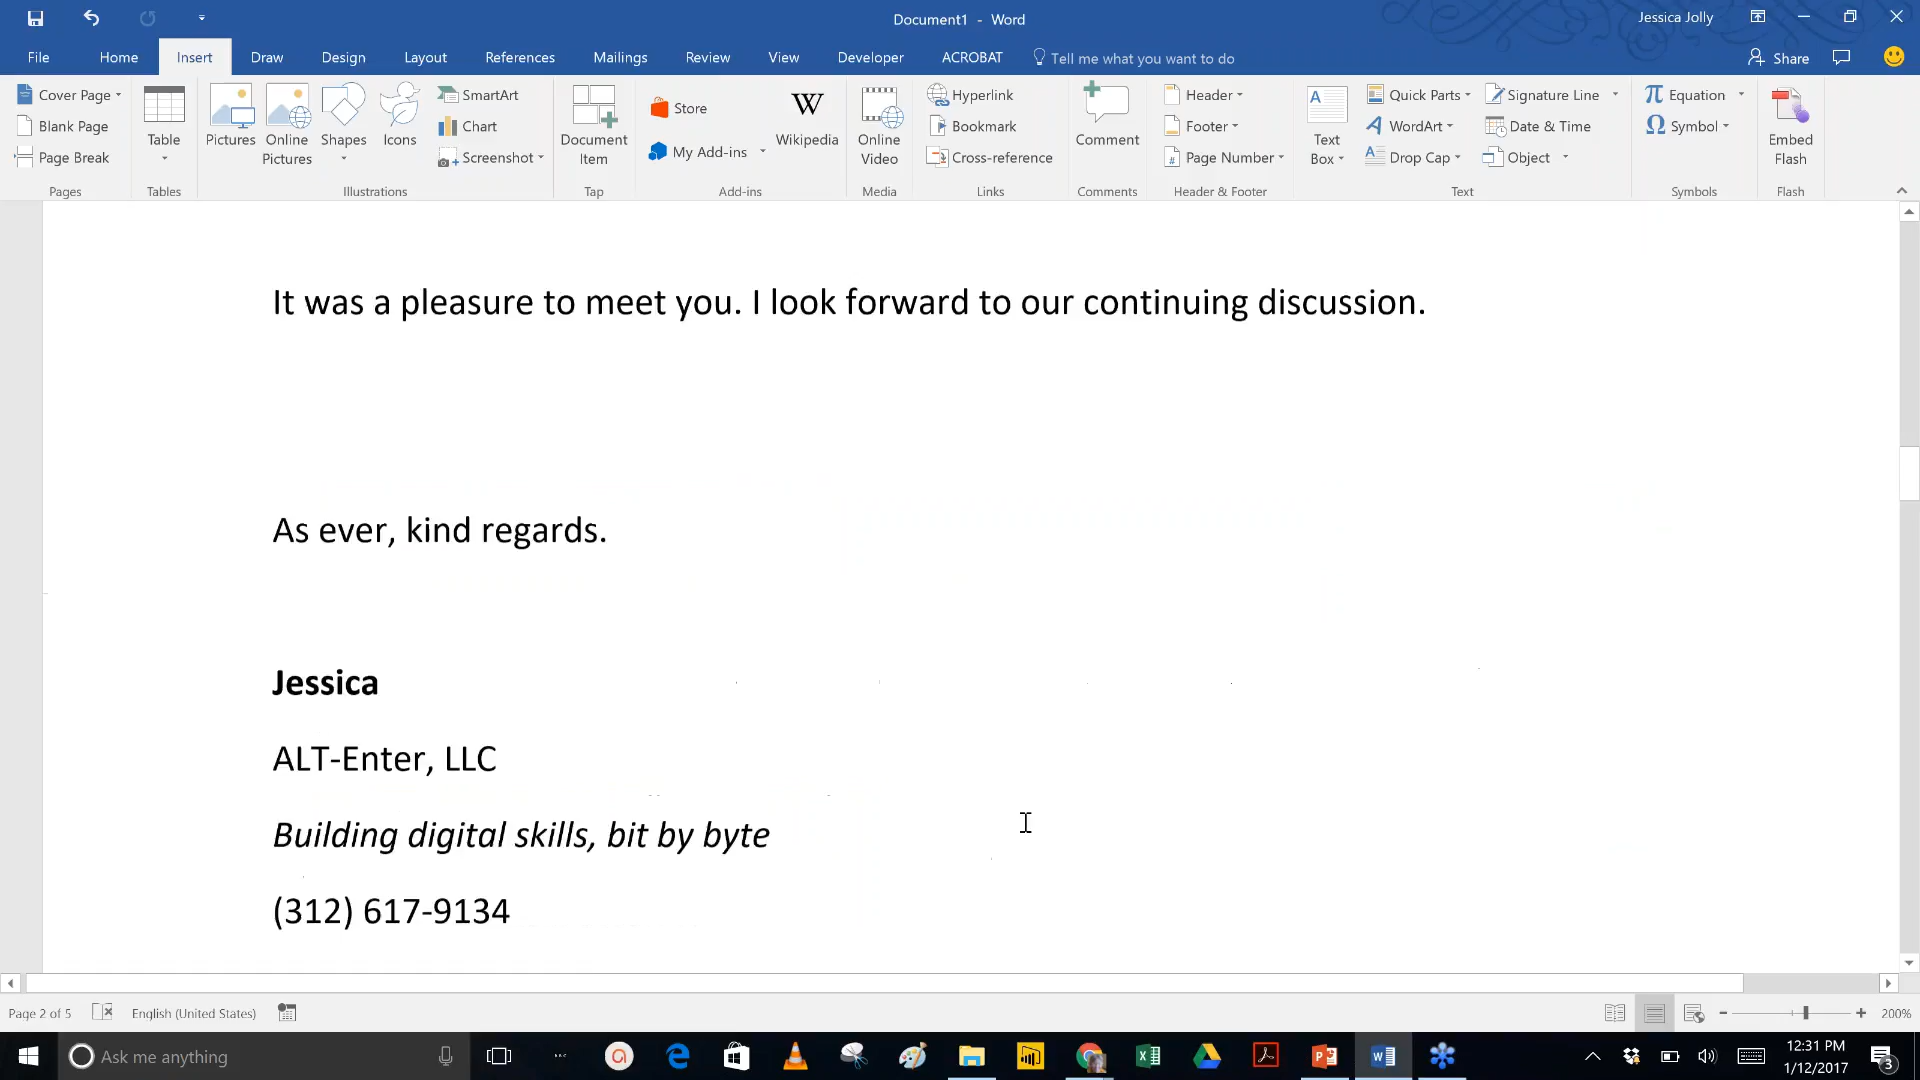 Document1 - Word
Jessica Jolly
File Home Insert Draw Design Layout References Mailings Review View Developer ACROBAT Tell me what you want to do Share
Cover Page
Blank Page
Page Break
Pages
Table
Tables
Pictures
Online Pictures
Shapes
Icons
SmartArt
Chart
Screenshot
Illustrations
Document Item
Tap
Store
My Add-ins
Wikipedia
Add-ins
Online Video
Media
Hyperlink
Bookmark
Cross-reference
Links
Comment
Comments
Header
Footer
Page Number
Header & Footer
Text Box
Quick Parts
WordArt
Drop Cap
Signature Line
Date & Time
Object
Text
Equation
Symbol
Symbols
Embed Flash
Flash
It was a pleasure to meet you. I look forward to our continuing discussion.
As ever, kind regards.
Jessica
ALT-Enter, LLC
Building digital skills, bit by byte
(312) 617-9134
Page 2 of 5 English (United States) 200%
Ask me anything
12:31 PM
1/12/2017
3